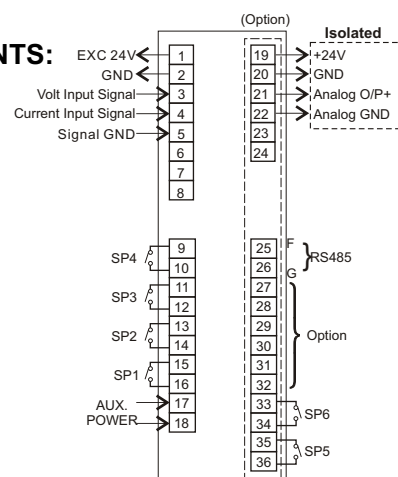 (Option)
Isolated
NTS:
EXC 24V 1 19 +24V
GND 2 20 GND
Volt Input Signal 3 21 Analog O/P+
Current Input Signal 4 22 Analog GND
Signal GND 5 23
6 24
7
8
SP4 9 25 F RS485
10 26 G
SP3 11 27
12 28
SP2 13 29 Option
14 30
SP1 15 31
16 32
AUX. 17 33 SP6
POWER 18 34
35 SP5
36